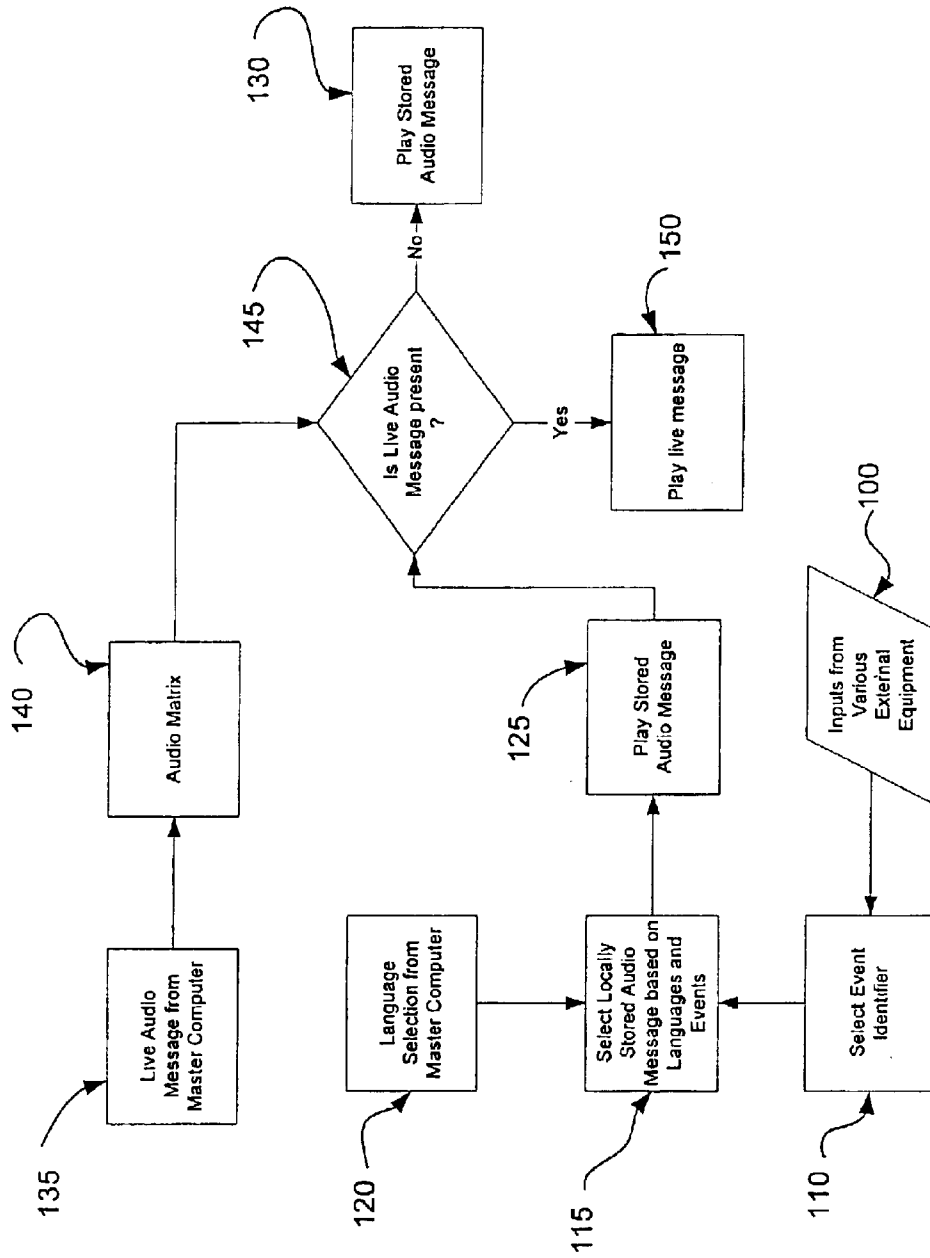 135
Live Audio
Message from
Master Computer
140
Audio Matrix
120
Language
Selection from
Master Computer
115
Select Locally
Stored Audio
Message based on
Languages and
Events
110
Select Event
Identifier
100
Inputs from
Various
External
Equipment
125
Play Stored
Audio Message
145
Is Live Audio
Message present
?
No
Yes
130
Play Stored
Audio Message
150
Play live message